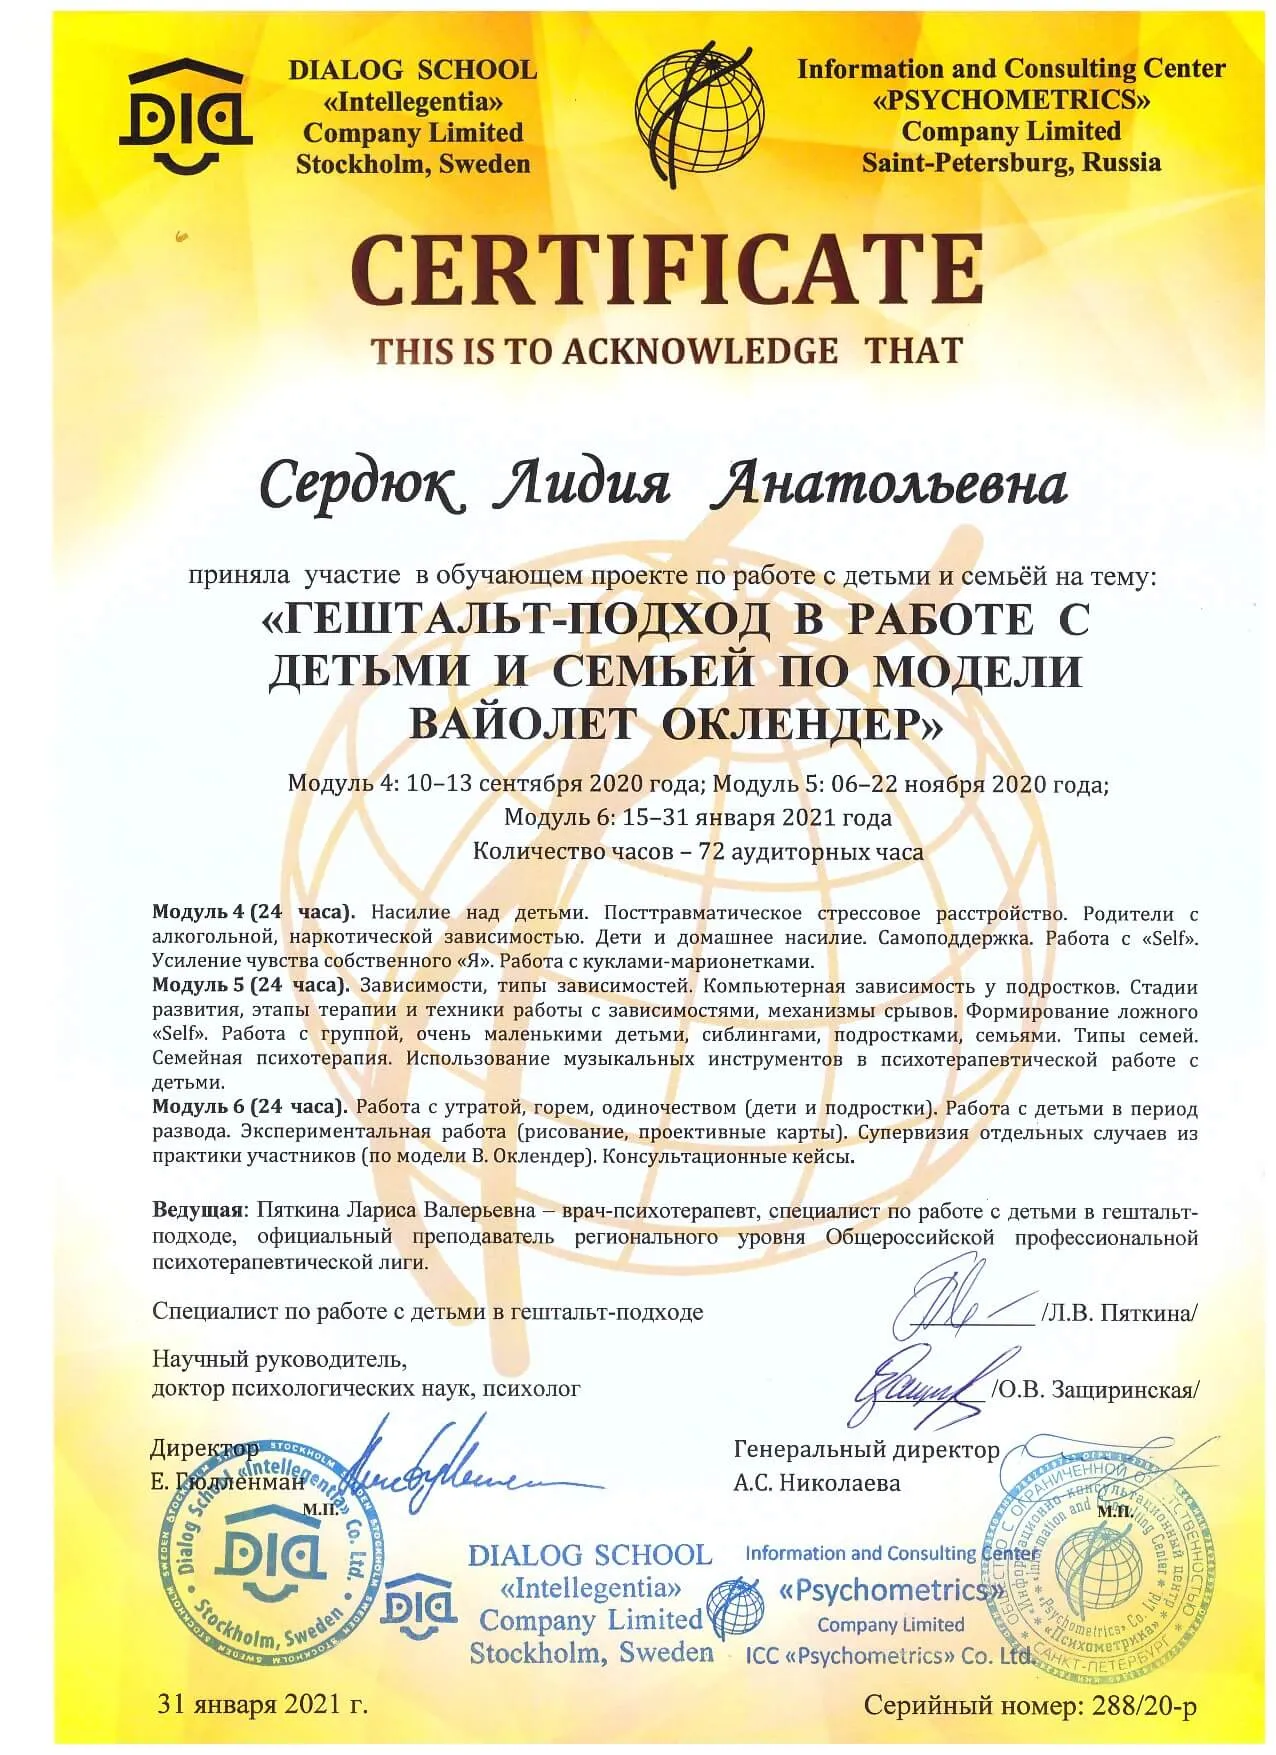 DIALOG SCHOOL
«Intellegentia»
Company Limited
Stockholm, Sweden
Information and Consulting Center
«PSYCHOMETRICS»
Company Limited
Saint-Petersburg, Russia
DIA
CERTIFICATE
THIS IS TO ACKNOWLEDGE THAT
Сердюк Лидия Анатольевна
приняла участие в обучающем проекте по работе с детьми и семьёй на тему:
«ГЕШТАЛЬТ-ПОДХОД В РАБОТЕ С
ДЕТЬМИ И СЕМЬЕЙ ПО МОДЕЛИ
ВАЙОЛЕТ ОКЛЕНДЕР»
Модуль 4: 10–13 сентября 2020 года; Модуль 5: 06–22 ноября 2020 года;
Модуль 6: 15–31 января 2021 года
Количество часов – 72 аудиторных часа
Модуль 4 (24 часа). Насилие над детьми. Посттравматическое стрессовое расстройство. Родители с
алкогольной, наркотической зависимостью. Дети и домашнее насилие. Самоподдержка. Работа с «Self».
Усиление чувства собственного «Я». Работа с куклами-марионетками.
Модуль 5 (24 часа). Зависимости, типы зависимостей. Компьютерная зависимость у подростков. Стадии
развития, этапы терапии и техники работы с зависимостями, механизмы срывов. Формирование ложного
«Self». Работа с группой, очень маленькими детьми, сиблингами, подростками, семьями. Типы семей.
Семейная психотерапия. Использование музыкальных инструментов в психотерапевтической работе с
детьми.
Модуль 6 (24 часа). Работа с утратой, горем, одиночеством (дети и подростки). Работа с детьми в период
развода. Экспериментальная работа (рисование, проективные карты). Супервизия отдельных случаев из
практики участников (по модели В. Оклендер). Консультационные кейсы.
Ведущая: Пяткина Лариса Валерьевна – врач-психотерапевт, специалист по работе с детьми в гештальт-
подходе, официальный преподаватель регионального уровня Общероссийской профессиональной
психотерапевтической лиги.
Специалист по работе с детьми в гештальт-подходе /Л.В. Пяткина/
Научный руководитель,
доктор психологических наук, психолог /О.В. Защиринская/
Директор
Е. Гюлленман
м.п.
Генеральный директор
А.С. Николаева
м.п.
Dialog School «Intellegentia» Co. Ltd.
Stockholm, Sweden
DIA
DIA
DIALOG SCHOOL
«Intellegentia»
Company Limited
Stockholm, Sweden
Information and Consulting Center
«Psychometrics»
Company Limited
ICC «Psychometrics» Co. Ltd.
Information and Consulting Center
«Psychometrics» Co. Ltd
«Психометрика»
САНКТ-ПЕТЕРБУРГ
31 января 2021 г.
Серийный номер: 288/20-р